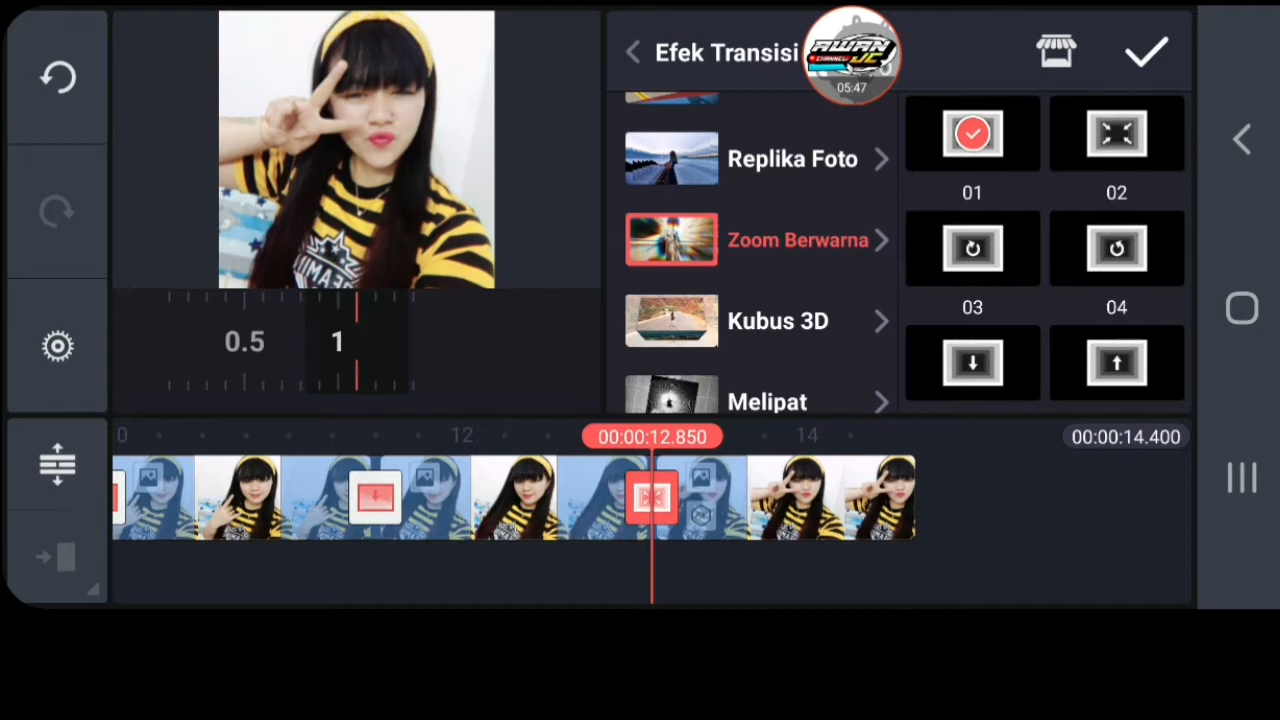 Efek Transisi
AWAN
CHANNEL JC
05:47
Replika Foto
Zoom Berwarna
Kubus 3D
Melipat
01
02
03
04
0.5
1
0
12
00:00:12.850
14
00:00:14.400